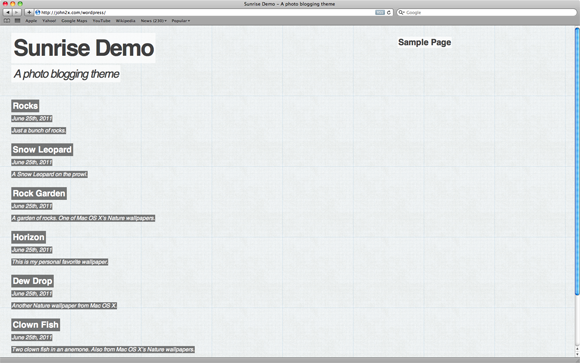 Sunrise Demo – A photo blogging theme
http://john2x.com/wordpress/
Google
Apple Yahoo! Google Maps YouTube Wikipedia News (236) Popular
Sunrise Demo
Sample Page
A photo blogging theme
Rocks
June 25th, 2011
Just a bunch of rocks.
Snow Leopard
June 25th, 2011
A Snow Leopard on the prowl.
Rock Garden
June 25th, 2011
A garden of rocks. One of Mac OS X's Nature wallpapers.
Horizon
June 25th, 2011
This is my personal favorite wallpaper.
Dew Drop
June 25th, 2011
Another Nature wallpaper from Mac OS X.
Clown Fish
June 25th, 2011
Two clown fish in an anemone. Also from Mac OS X's Nature wallpapers.